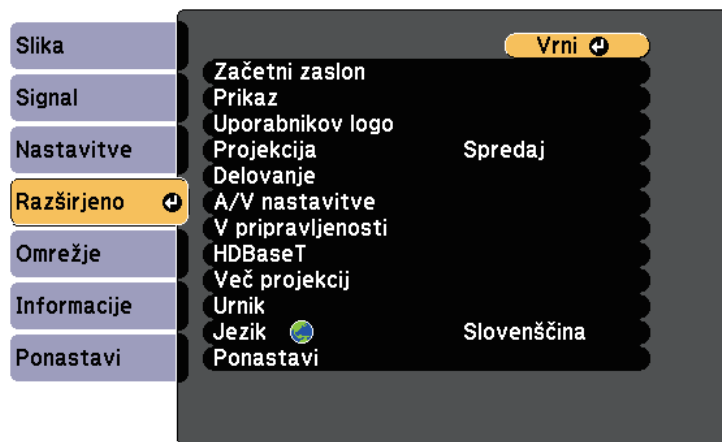 Slika
Signal
Nastavitve
Razširjeno
Omrežje
Informacije
Ponastavi
Vrni
Začetni zaslon
Prikaz
Uporabnikov logo
Projekcija Spredaj
Delovanje
A/V nastavitve
V pripravljenosti
HDBaseT
Več projekcij
Urnik
Jezik Slovenščina
Ponastavi